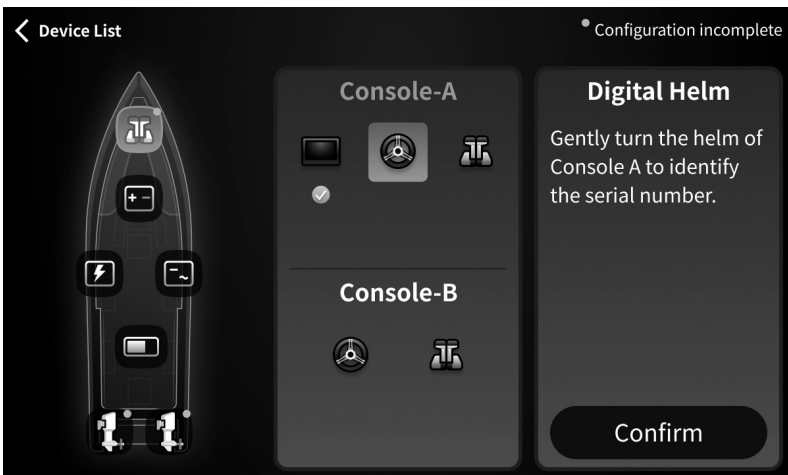 Device List
Configuration incomplete
Console-A
Console-B
Digital Helm
Gently turn the helm of
Console A to identify
the serial number.
Confirm